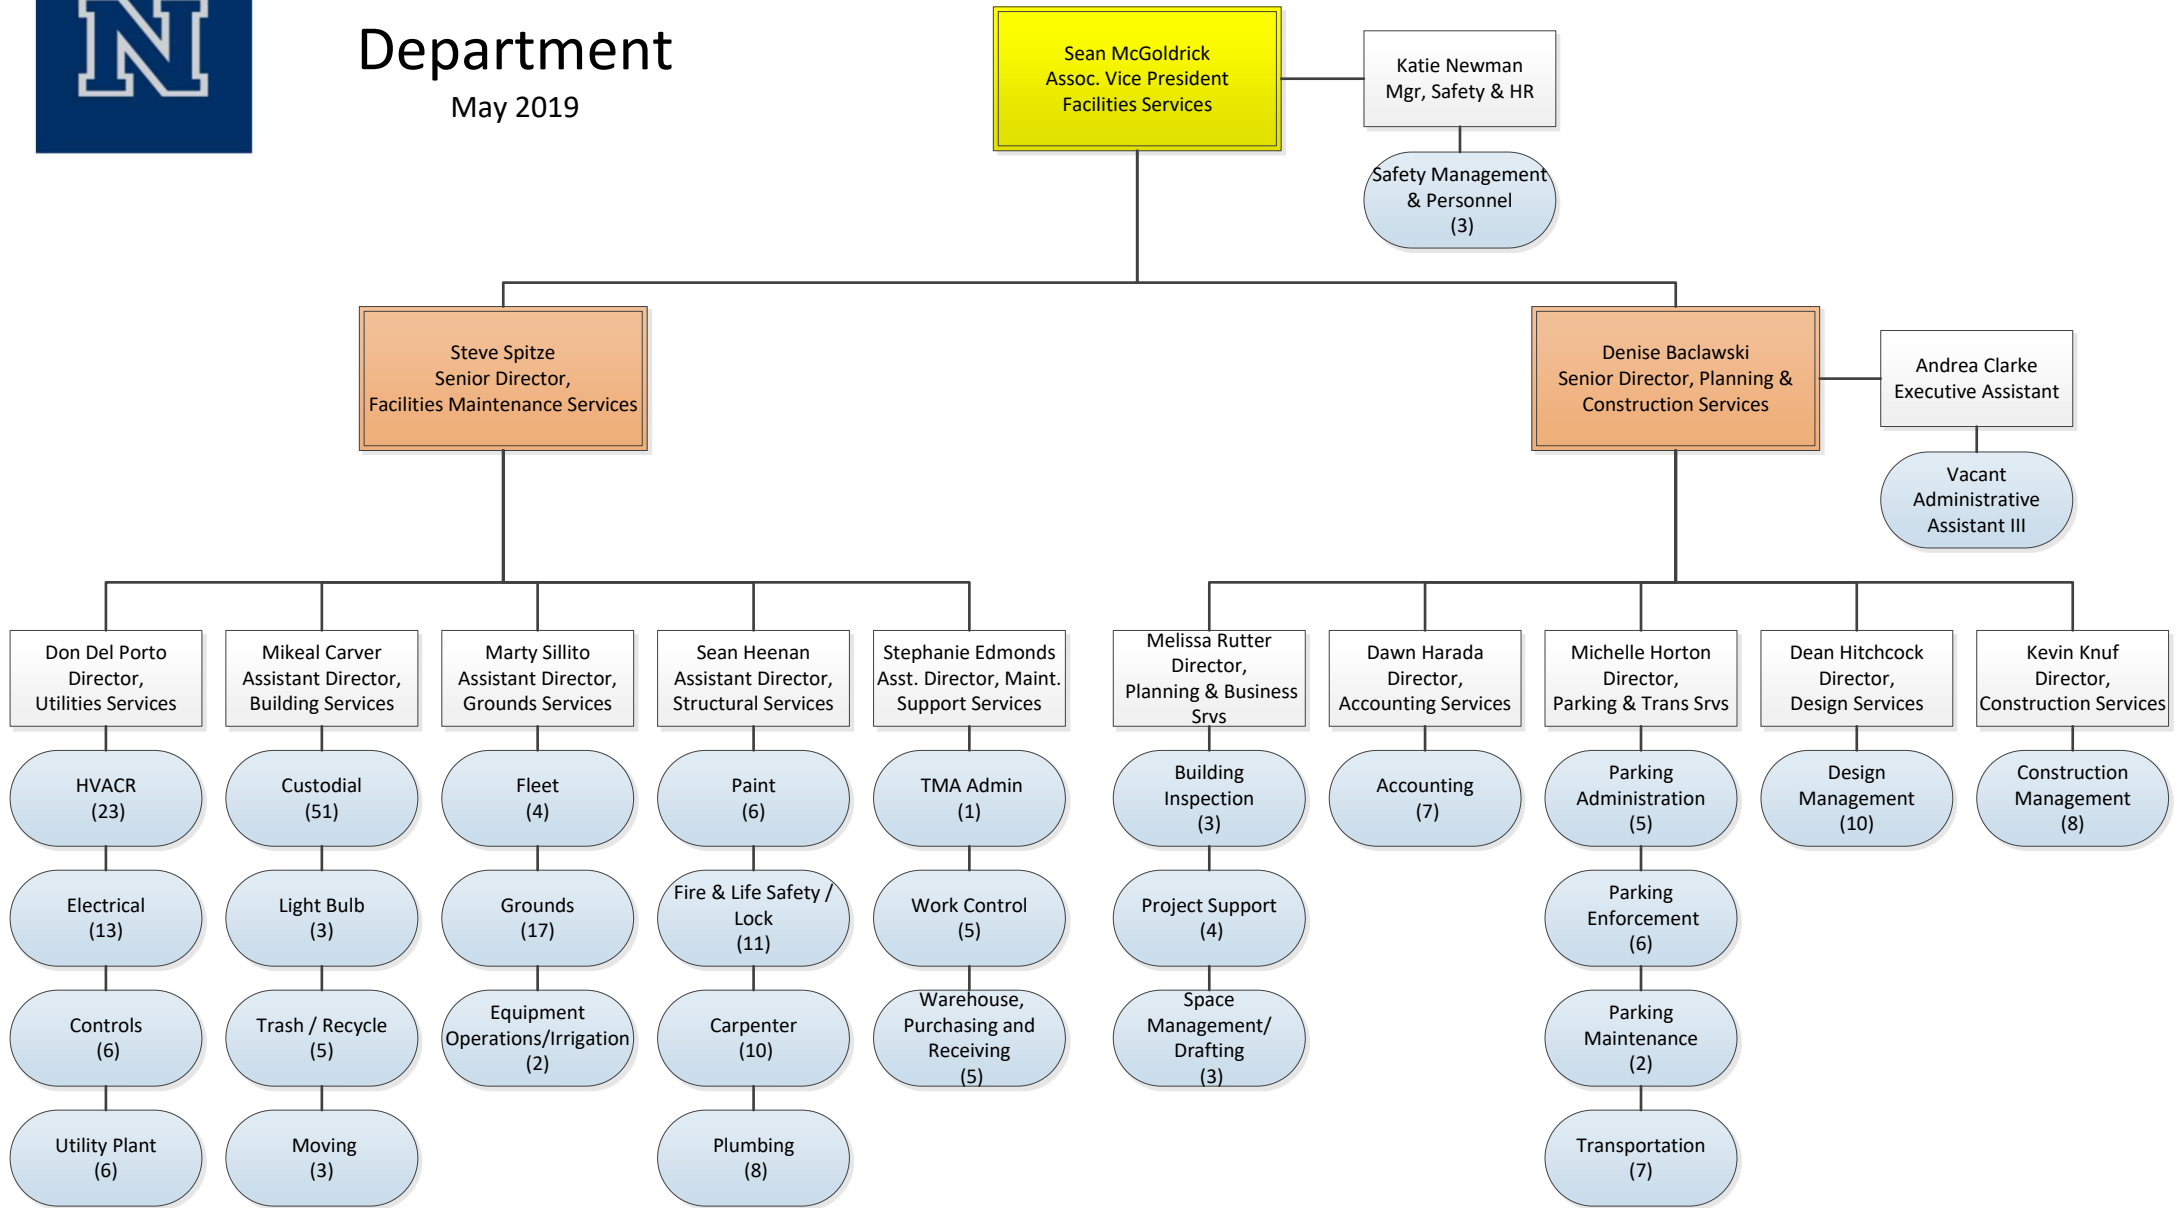 N
Department
May 2019
Sean McGoldrick
Assoc. Vice President
Facilities Services
Katie Newman
Mgr, Safety & HR
Safety Management
& Personnel
(3)
Steve Spitze
Senior Director,
Facilities Maintenance Services
Denise Baclawski
Senior Director, Planning &
Construction Services
Andrea Clarke
Executive Assistant
Vacant
Administrative
Assistant III
Don Del Porto
Director,
Utilities Services
Mikeal Carver
Assistant Director,
Building Services
Marty Sillito
Assistant Director,
Grounds Services
Sean Heenan
Assistant Director,
Structural Services
Stephanie Edmonds
Asst. Director, Maint.
Support Services
Melissa Rutter
Director,
Planning & Business
Srvs
Dawn Harada
Director,
Accounting Services
Michelle Horton
Director,
Parking & Trans Srvs
Dean Hitchcock
Director,
Design Services
Kevin Knuf
Director,
Construction Services
HVACR
(23)
Custodial
(51)
Fleet
(4)
Paint
(6)
TMA Admin
(1)
Building
Inspection
(3)
Accounting
(7)
Parking
Administration
(5)
Design
Management
(10)
Construction
Management
(8)
Electrical
(13)
Light Bulb
(3)
Grounds
(17)
Fire & Life Safety /
Lock
(11)
Work Control
(5)
Project Support
(4)
Parking
Enforcement
(6)
Controls
(6)
Trash / Recycle
(5)
Equipment
Operations/Irrigation
(2)
Carpenter
(10)
Warehouse,
Purchasing and
Receiving
(5)
Space
Management/
Drafting
(3)
Parking
Maintenance
(2)
Utility Plant
(6)
Moving
(3)
Plumbing
(8)
Transportation
(7)